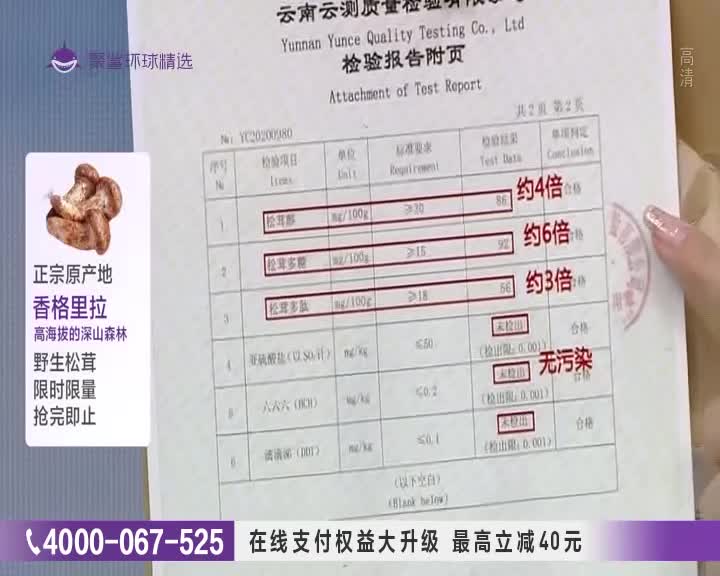 聚鲨环球精选
高清
云南云测质量检验有限公司
Yunnan Yunce Quality Testing Co., Ltd
检验报告附页
Attachment of Test Report
共2页 第2页
№: YC20200980
序号 № 检验项目 Items 单位 Unit 标准要求 Requirement 检验结果 Test Data 单项判定 Conclusion
1 松茸醇 mg/100g ≥20 86 约4倍 合格
2 松茸多糖 mg/100g ≥15 92 约6倍 合格
3 松茸多肽 mg/100g ≥18 56 约3倍 合格
4 亚硫酸盐(以SO₂计) mg/kg ≤50 未检出 (检出限:0.001) 合格
无污染
5 六六六(HCH) mg/kg ≤0.2 未检出 (检出限:0.001) 合格
6 滴滴涕(DDT) mg/kg ≤0.1 未检出 (检出限:0.001) 合格
(以下空白)
(Blank below)
正宗原产地
香格里拉
高海拔的深山森林
野生松茸
限时限量
抢完即止
4000-067-525
在线支付权益大升级 最高立减40元